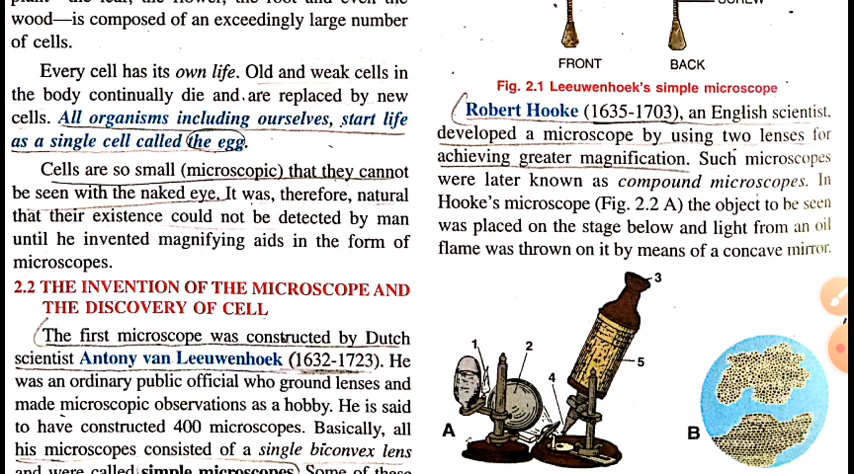 wood—is composed of an exceedingly large number
of cells.
Every cell has its own life. Old and weak cells in
the body continually die and are replaced by new
cells. All organisms including ourselves, start life
as a single cell called the egg.
Cells are so small (microscopic) that they cannot
be seen with the naked eye. It was, therefore, natural
that their existence could not be detected by man
until he invented magnifying aids in the form of
microscopes.
2.2 THE INVENTION OF THE MICROSCOPE AND
THE DISCOVERY OF CELL
The first microscope was constructed by Dutch
scientist Antony van Leeuwenhoek (1632-1723). He
was an ordinary public official who ground lenses and
made microscopic observations as a hobby. He is said
to have constructed 400 microscopes. Basically, all
his microscopes consisted of a single biconvex lens
and were called simple microscopes. Some of these
SCREW
FRONT BACK
Fig. 2.1 Leeuwenhoek's simple microscope
Robert Hooke (1635-1703), an English scientist,
developed a microscope by using two lenses for
achieving greater magnification. Such microscopes
were later known as compound microscopes. In
Hooke's microscope (Fig. 2.2 A) the object to be seen
was placed on the stage below and light from an oil
flame was thrown on it by means of a concave mirror.
1 2 3
4 5
A B